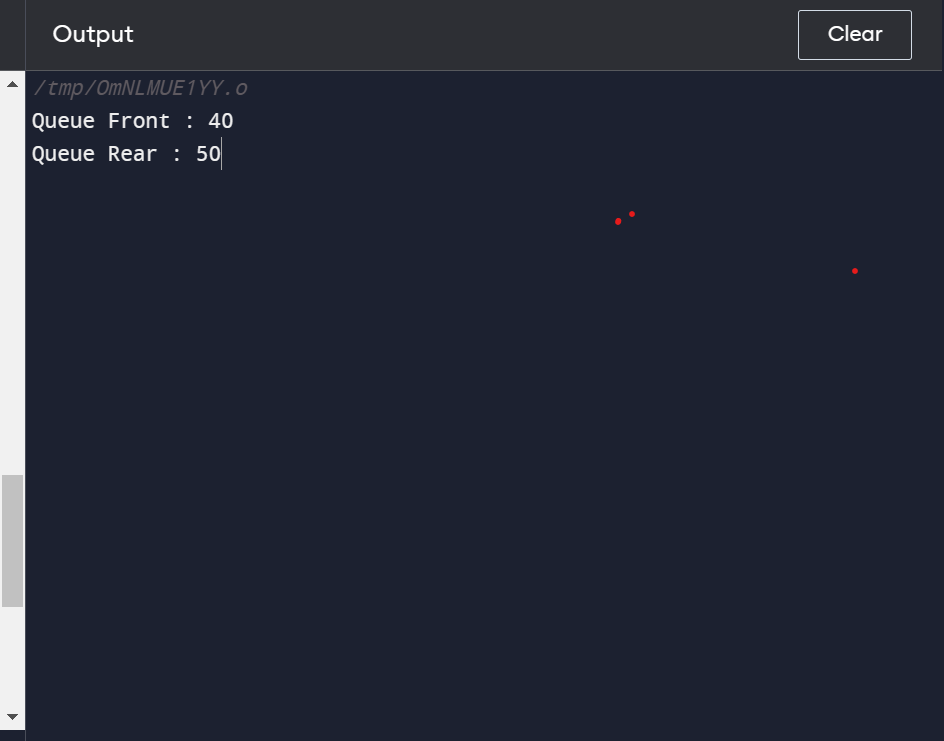 Output
Clear
/tmp/OmNLMUE1YY.o
Queue Front : 40
Queue Rear : 50